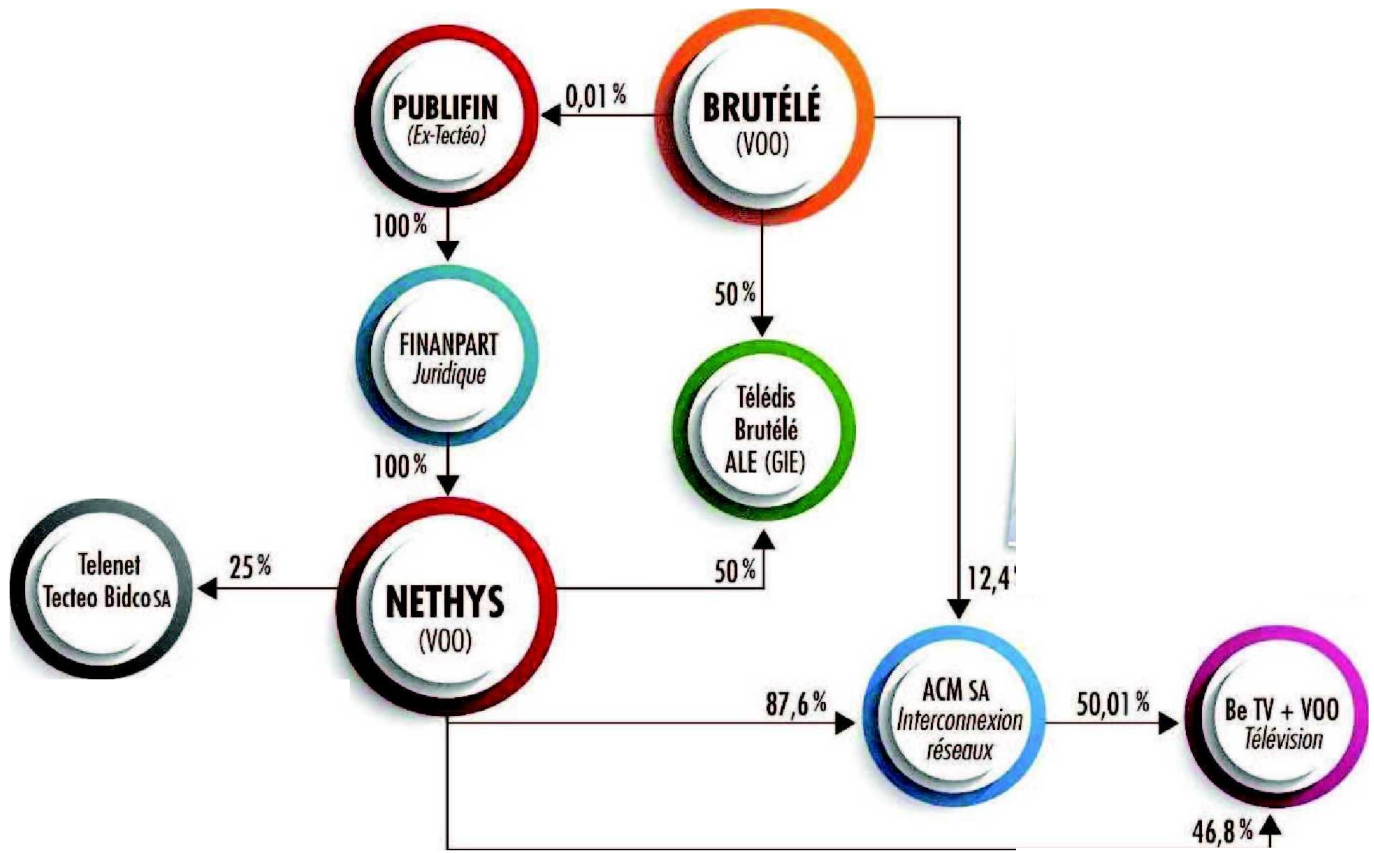 PUBLIFIN
(Ex-Tectéo)
0,01%
BRUTÉLÉ
(VOO)
100%
50%
FINANPART
Juridique
Télédis
Brutélé
ALE (GIE)
100%
Telenet
Tecteo Bidco SA
25%
NETHYS
(VOO)
50%
12,4
87,6%
ACM SA
Interconnexion
réseaux
50,01%
Be TV + VOO
Télévision
46,8%